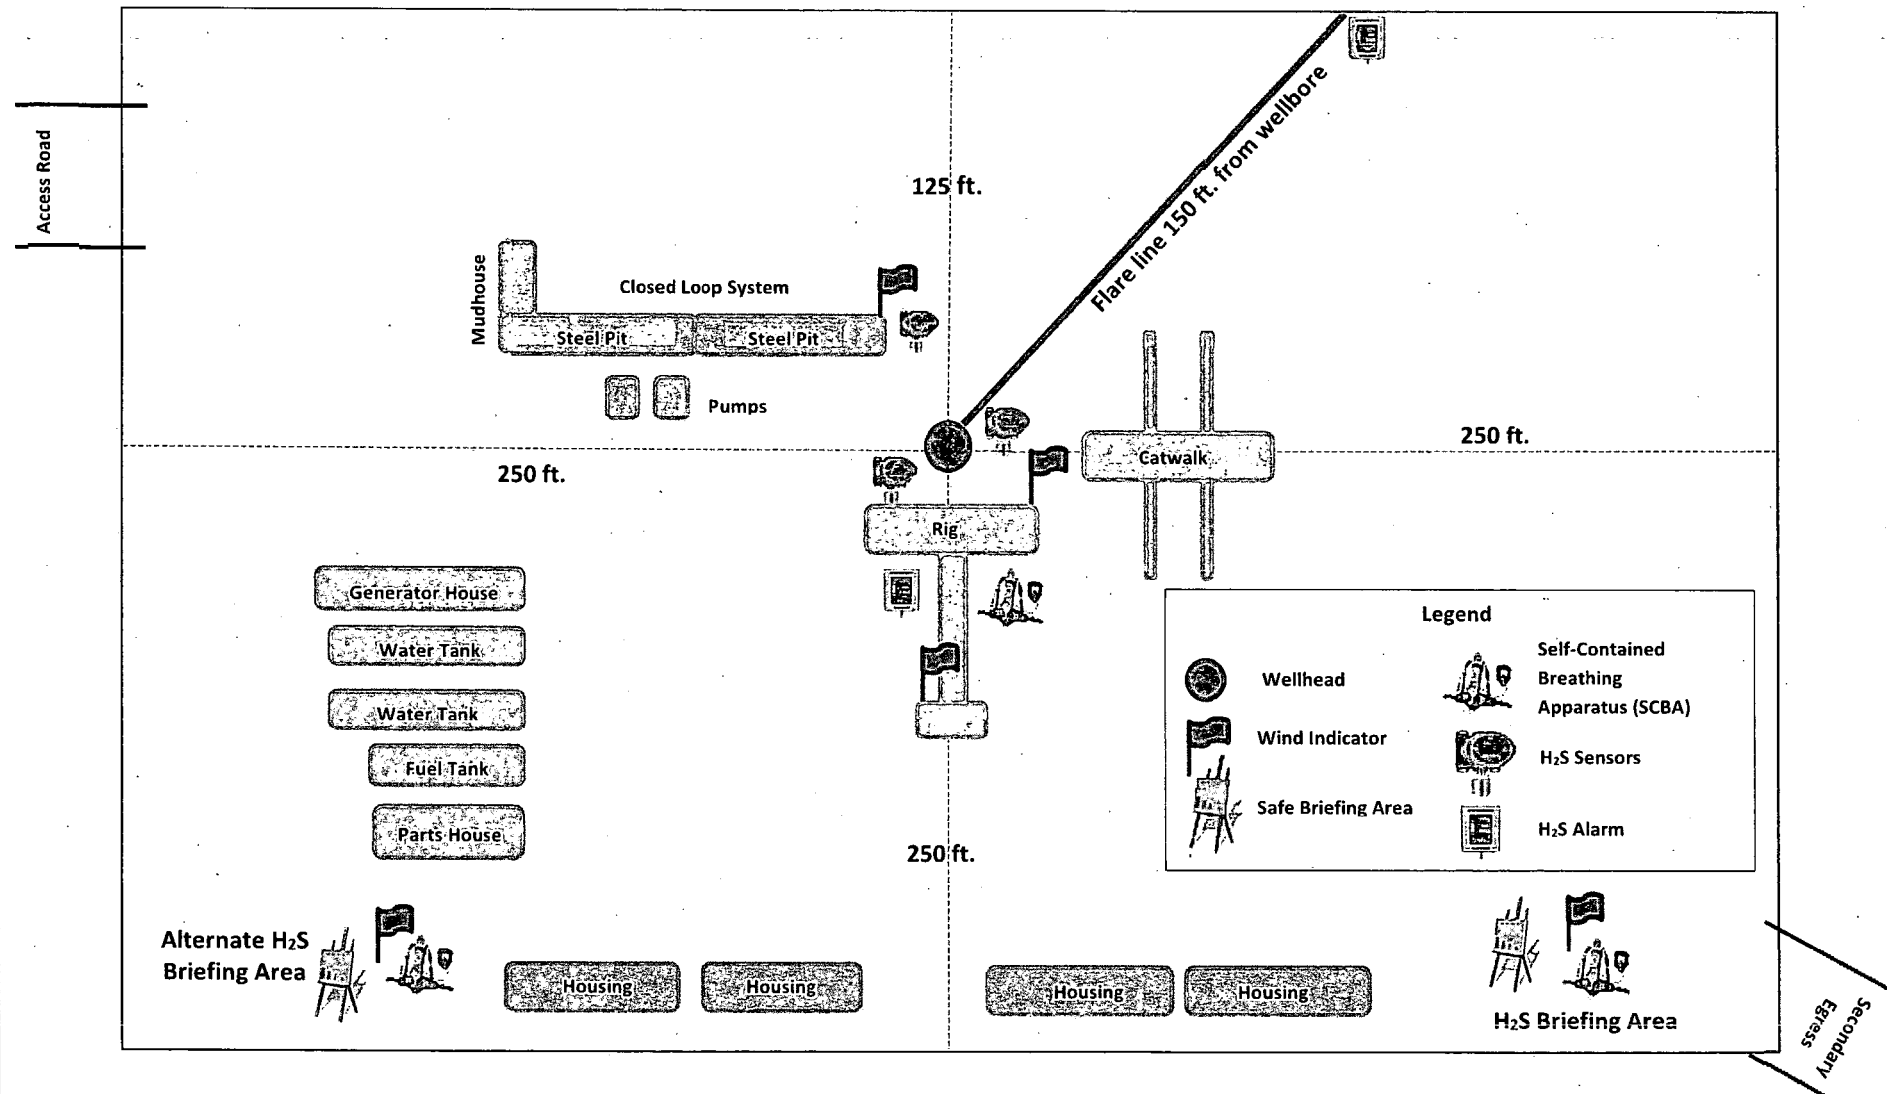 Access Road
125 ft.
Flare line 150 ft. from wellbore
Mudhouse
Closed Loop System
Steel Pit
Steel Pit
Pumps
250 ft.
250 ft.
Catwalk
Rig
Generator House
Water Tank
Water Tank
Fuel Tank
Parts House
Legend
Wellhead
Wind Indicator
Safe Briefing Area
Self-Contained
Breathing
Apparatus (SCBA)
H2S Sensors
H2S Alarm
250 ft.
Alternate H2S
Briefing Area
Housing
Housing
Housing
Housing
H2S Briefing Area
Secondary
Egress